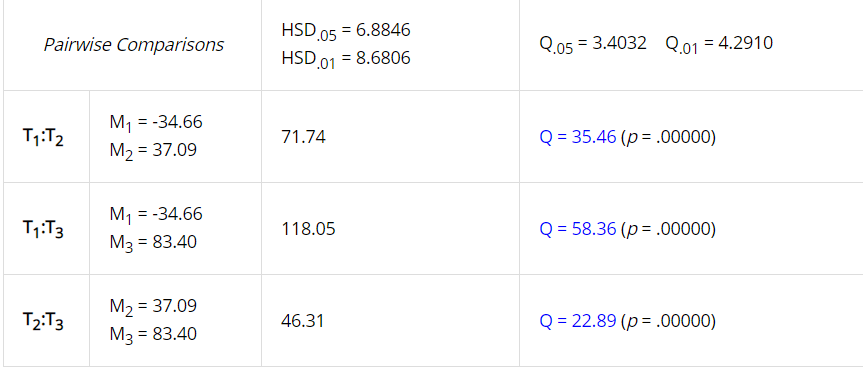 Pairwise Comparisons
HSD.05 = 6.8846
HSD.01 = 8.6806
Q.05 = 3.4032 Q.01 = 4.2910
T1:T2
M1 = -34.66
M2 = 37.09
71.74
Q = 35.46 (p = .00000)
T1:T3
M1 = -34.66
M3 = 83.40
118.05
Q = 58.36 (p = .00000)
T2:T3
M2 = 37.09
M3 = 83.40
46.31
Q = 22.89 (p = .00000)